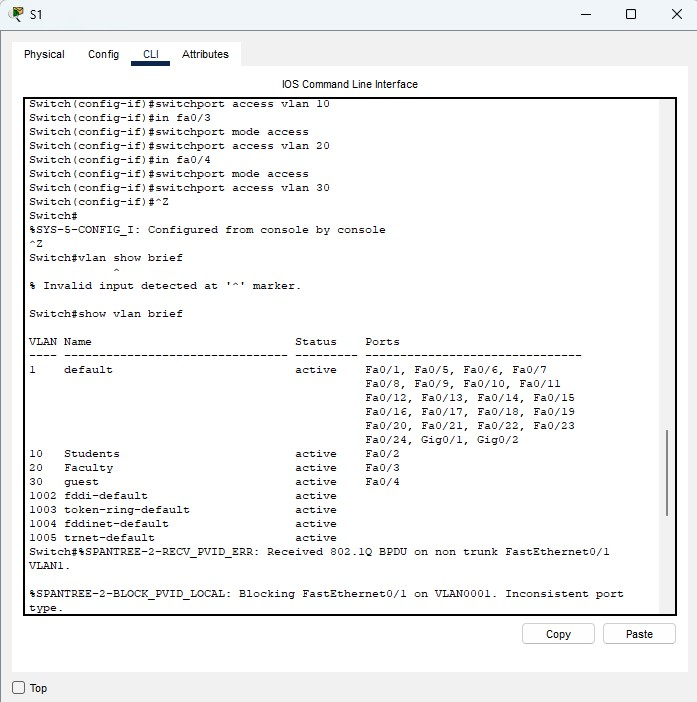 S1
Physical Config CLI Attributes
IOS Command Line Interface
Switch(config-if)#switchport access vlan 10
Switch(config-if)#in fa0/3
Switch(config-if)#switchport mode access
Switch(config-if)#switchport access vlan 20
Switch(config-if)#in fa0/4
Switch(config-if)#switchport mode access
Switch(config-if)#switchport access vlan 30
Switch(config-if)#^Z
Switch#
%SYS-5-CONFIG_I: Configured from console by console
^Z
Switch#vlan show brief
^
% Invalid input detected at '^' marker.
Switch#show vlan brief
VLAN Name Status Ports
---- -------------------------------- --------- -------------------------------
1 default active Fa0/1, Fa0/5, Fa0/6, Fa0/7
Fa0/8, Fa0/9, Fa0/10, Fa0/11
Fa0/12, Fa0/13, Fa0/14, Fa0/15
Fa0/16, Fa0/17, Fa0/18, Fa0/19
Fa0/20, Fa0/21, Fa0/22, Fa0/23
Fa0/24, Gig0/1, Gig0/2
10 Students active Fa0/2
20 Faculty active Fa0/3
30 guest active Fa0/4
1002 fddi-default active
1003 token-ring-default active
1004 fddinet-default active
1005 trnet-default active
Switch#%SPANTREE-2-RECV_PVID_ERR: Received 802.1Q BPDU on non trunk FastEthernet0/1
VLAN1.
%SPANTREE-2-BLOCK_PVID_LOCAL: Blocking FastEthernet0/1 on VLAN0001. Inconsistent port
type.
Copy Paste
Top